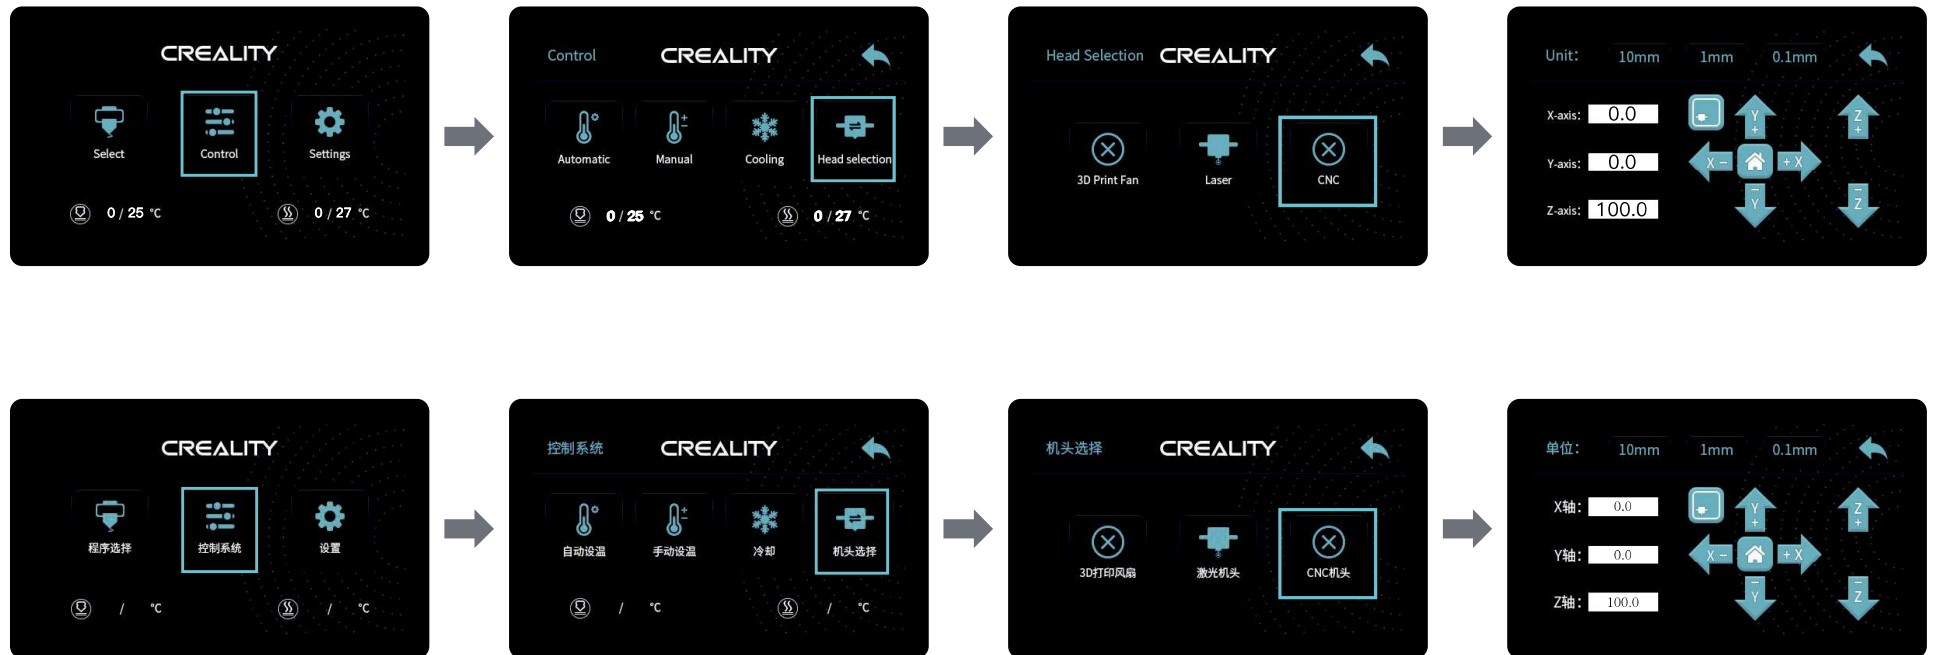 CREALITY
Select
Control
Settings
0 / 25 °C
0 / 27 °C
Control
CREALITY
Automatic
Manual
Cooling
Head selection
0 / 25 °C
0 / 27 °C
Head Selection
CREALITY
3D Print Fan
Laser
CNC
Unit: 10mm 1mm 0.1mm
X-axis: 0.0
Y-axis: 0.0
Z-axis: 100.0
Y +
Z +
X −
+ X
− Y
− Z
CREALITY
程序选择
控制系统
设置
/ °C
/ °C
控制系统
CREALITY
自动设温
手动设温
冷却
机头选择
/ °C
/ °C
机头选择
CREALITY
3D打印风扇
激光机头
CNC机头
单位: 10mm 1mm 0.1mm
X轴: 0.0
Y轴: 0.0
Z轴: 100.0
Y +
Z +
X −
+ X
− Y
− Z